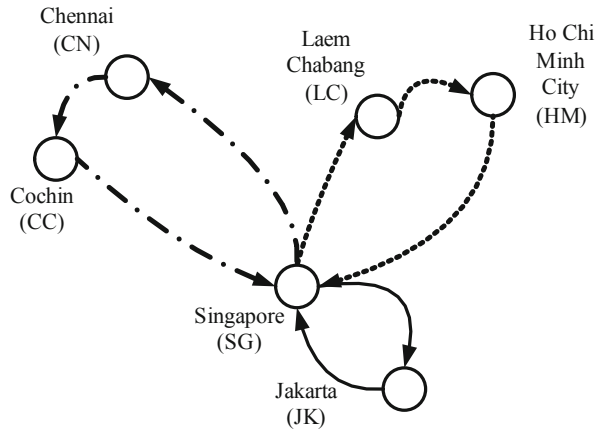 Chennai
(CN)
Laem
Chabang
(LC)
Ho Chi
Minh
City
(HM)
Cochin
(CC)
Singapore
(SG)
Jakarta
(JK)